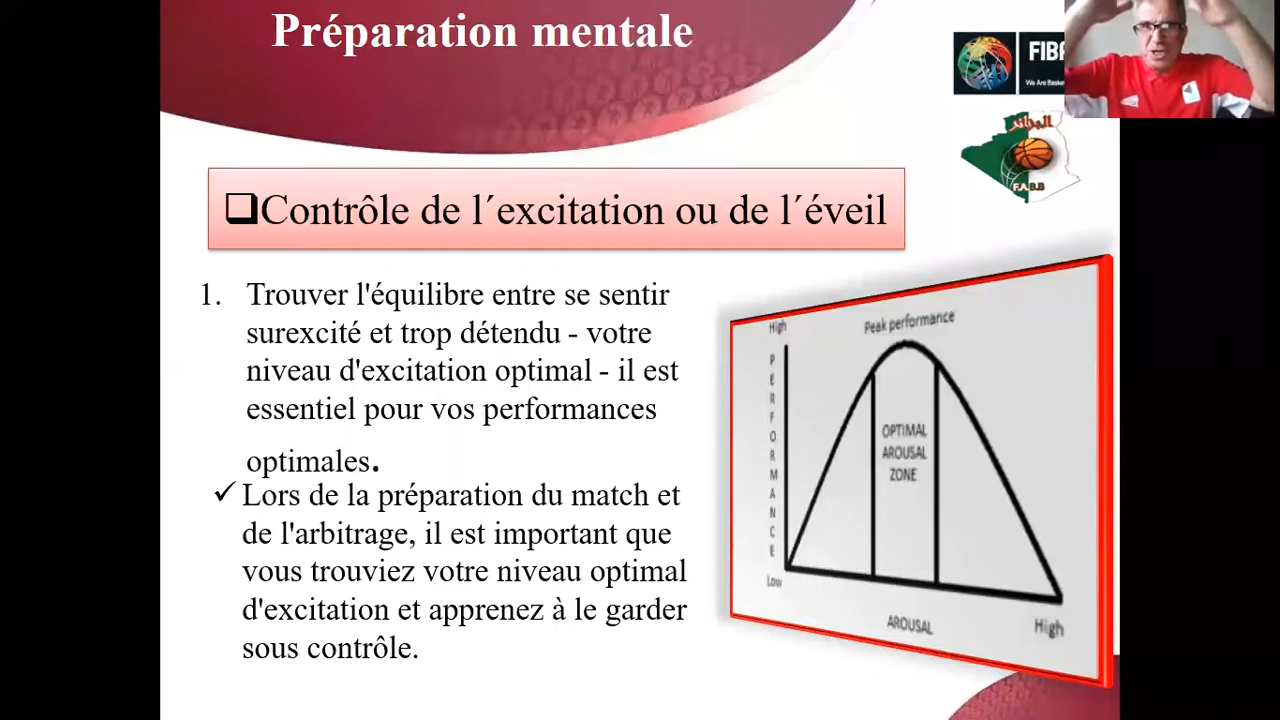 Préparation mentale
FIBA
We Are Basket
الجزائر
F.A.B.B
❑Contrôle de l´excitation ou de l´éveil
1. Trouver l'équilibre entre se sentir
surexcité et trop détendu - votre
niveau d'excitation optimal - il est
essentiel pour vos performances
optimales.
✓ Lors de la préparation du match et
de l'arbitrage, il est important que
vous trouviez votre niveau optimal
d'excitation et apprenez à le garder
sous contrôle.
High
Peak performance
PERFORMANCE
OPTIMAL
AROUSAL
ZONE
Low
AROUSAL
High